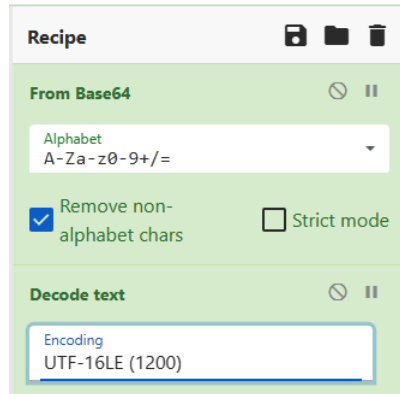 Recipe
From Base64
Alphabet
A-Za-z0-9+/=
Remove non-
alphabet chars
Strict mode
Decode text
Encoding
UTF-16LE (1200)